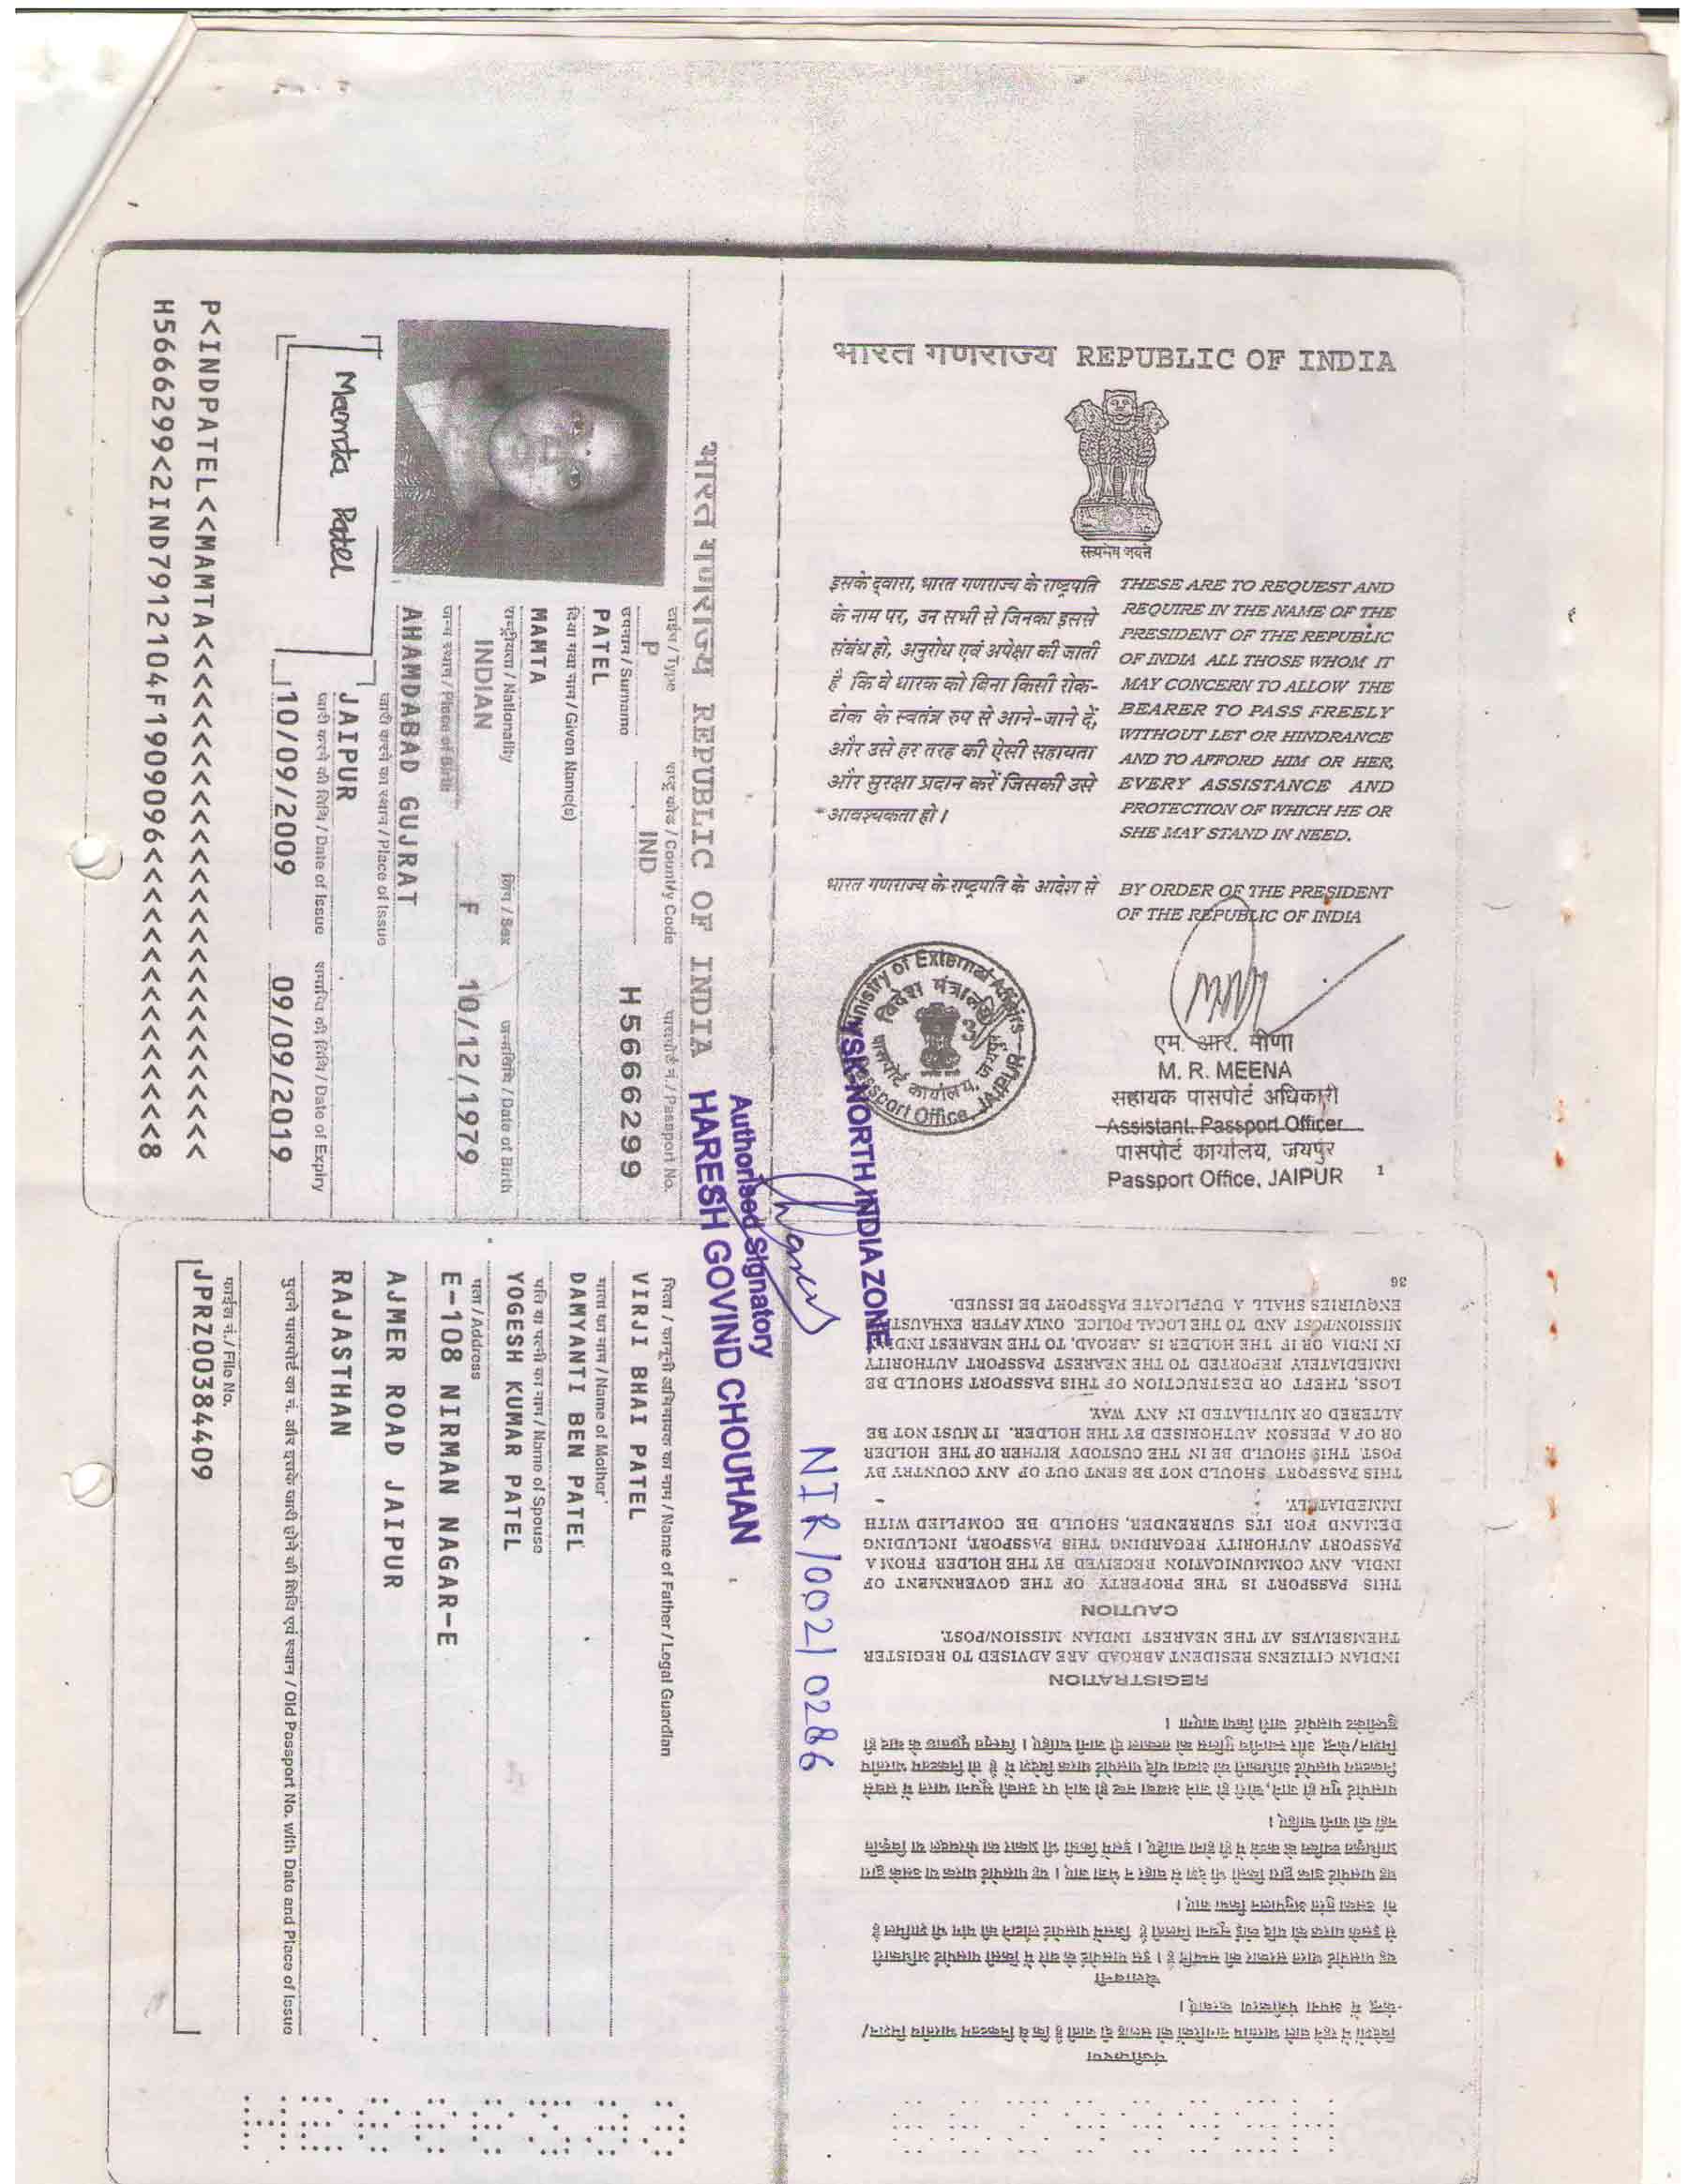 भारत गणराज्य REPUBLIC OF INDIA
सत्यमेव जयते
इसके द्वारा, भारत गणराज्य के राष्ट्रपति
के नाम पर, उन सभी से जिनका इससे
संबंध हो, अनुरोध एवं अपेक्षा की जाती
है कि वे धारक को बिना किसी रोक-
टोक के स्वतंत्र रूप से आने-जाने दें,
और उसे हर तरह की ऐसी सहायता
और सुरक्षा प्रदान करें जिसकी उसे
आवश्यकता हो।
THESE ARE TO REQUEST AND
REQUIRE IN THE NAME OF THE
PRESIDENT OF THE REPUBLIC
OF INDIA ALL THOSE WHOM IT
MAY CONCERN TO ALLOW THE
BEARER TO PASS FREELY
WITHOUT LET OR HINDRANCE
AND TO AFFORD HIM OR HER,
EVERY ASSISTANCE AND
PROTECTION OF WHICH HE OR
SHE MAY STAND IN NEED.
भारत गणराज्य के राष्ट्रपति के आदेश से
BY ORDER OF THE PRESIDENT
OF THE REPUBLIC OF INDIA
एम. आर. मीणा
M. R. MEENA
सहायक पासपोर्ट अधिकारी
Assistant Passport Officer
पासपोर्ट कार्यालय, जयपुर
Passport Office, JAIPUR
1
Ministry of External Affairs
Passport Office, JAIPUR
विदेश मंत्रालय
पासपोर्ट कार्यालय, जयपुर
पंजीकरण
विदेशों में रहने वाले भारतीय नागरिकों को सलाह दी जाती है कि वे निकटतम भारतीय मिशन/
केन्द्र में अपना पंजीकरण करवाएं।
चेतावनी
यह पासपोर्ट भारत सरकार की सम्पत्ति है। इस पासपोर्ट के बारे में किसी पासपोर्ट अधिकारी
से इसके धारक को यदि कोई सूचना मिलती है, जिसमें पासपोर्ट लौटाने की मांग भी शामिल है
तो उसका तुरंत अनुपालन किया जाए।
यह पासपोर्ट डाक द्वारा किसी भी देश से बाहर न भेजा जाए। यह पासपोर्ट धारक या उसके द्वारा
प्राधिकृत व्यक्ति के कब्जे में ही होना चाहिए। इसमें किसी भी प्रकार का फेरबदल या विकृति
नहीं की जानी चाहिए।
पासपोर्ट गुम हो जाने, चोरी हो जाने अथवा नष्ट हो जाने पर उसकी सूचना भारत में सबसे
निकटतम पासपोर्ट अधिकारी को अथवा यदि पासपोर्ट धारक विदेश में है तो निकटतम भारतीय
मिशन/केन्द्र और स्थानीय पुलिस को तत्काल दी जानी चाहिए। विस्तृत पूछताछ के बाद ही
डुप्लीकेट पासपोर्ट जारी किया जाएगा।
REGISTRATION
INDIAN CITIZENS RESIDENT ABROAD ARE ADVISED TO REGISTER
THEMSELVES AT THE NEAREST INDIAN MISSION/POST.
CAUTION
THIS PASSPORT IS THE PROPERTY OF THE GOVERNMENT OF
INDIA. ANY COMMUNICATION RECEIVED BY THE HOLDER FROM A
PASSPORT AUTHORITY REGARDING THIS PASSPORT, INCLUDING
DEMAND FOR ITS SURRENDER, SHOULD BE COMPLIED WITH
IMMEDIATELY.
THIS PASSPORT SHOULD NOT BE SENT OUT OF ANY COUNTRY BY
POST. THIS SHOULD BE IN THE CUSTODY EITHER OF THE HOLDER
OR OF A PERSON AUTHORISED BY THE HOLDER. IT MUST NOT BE
ALTERED OR MUTILATED IN ANY WAY.
LOSS, THEFT OR DESTRUCTION OF THIS PASSPORT SHOULD BE
IMMEDIATELY REPORTED TO THE NEAREST PASSPORT AUTHORITY
IN INDIA OR IF THE HOLDER IS ABROAD, TO THE NEAREST INDIAN
MISSION/POST AND TO THE LOCAL POLICE. ONLY AFTER EXHAUSTIVE
ENQUIRIES SHALL A DUPLICATE PASSPORT BE ISSUED.
36
YSK-NORTH INDIA ZONE
NIR/002/0286
Authorised Signatory
HARESH GOVIND CHOUHAN
भारत गणराज्य REPUBLIC OF INDIA
टाईप / Type
राष्ट्र कोड / Country Code
पासपोर्ट नं. / Passport No.
P
IND
H5666299
उपनाम / Surname
PATEL
दिया गया नाम / Given Name(s)
MAMTA
राष्ट्रीयता / Nationality
लिंग / Sex
जन्मतिथि / Date of Birth
INDIAN
F
10/12/1979
जन्म स्थान / Place of Birth
AHAMDABAD GUJRAT
जारी करने का स्थान / Place of Issue
JAIPUR
जारी करने की तिथि / Date of Issue
समाप्ति की तिथि / Date of Expiry
10/09/2009
09/09/2019
Mamta Patel
P<INDPATEL<<MAMTA<<<<<<<<<<<<<<<<<<<<<<<<<<<
H5666299<2IND7912104F1909096<<<<<<<<<<<<<<<8
पिता / कानूनी अभिभावक का नाम / Name of Father / Legal Guardian
VIRJI BHAI PATEL
माता का नाम / Name of Mother
DAMYANTI BEN PATEL
पति या पत्नी का नाम / Name of Spouse
YOGESH KUMAR PATEL
पता / Address
E-108 NIRMAN NAGAR-E
AJMER ROAD JAIPUR
RAJASTHAN
पुराने पासपोर्ट का नं. और इसके जारी होने की तिथि एवं स्थान / Old Passport No. with Date and Place of Issue
फाईल नं. / File No.
JPRZ00384409